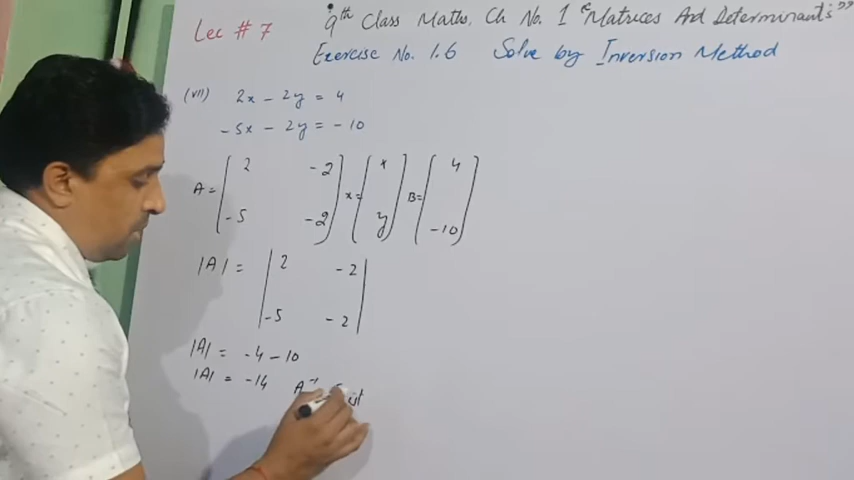 Lec # 7
9th Class Maths, Ch No. 1 "Matrices And Determinants"
Exercise No. 1.6 Solve by Inversion Method
(VII) 2x - 2y = 4
-5x - 2y = -10
A = [2 -2] X = [x] B = [4]
[-5 -2] [y] [-10]
|A| = |2 -2|
|-5 -2|
|A| = -4 - 10
|A| = -14 A⁻¹